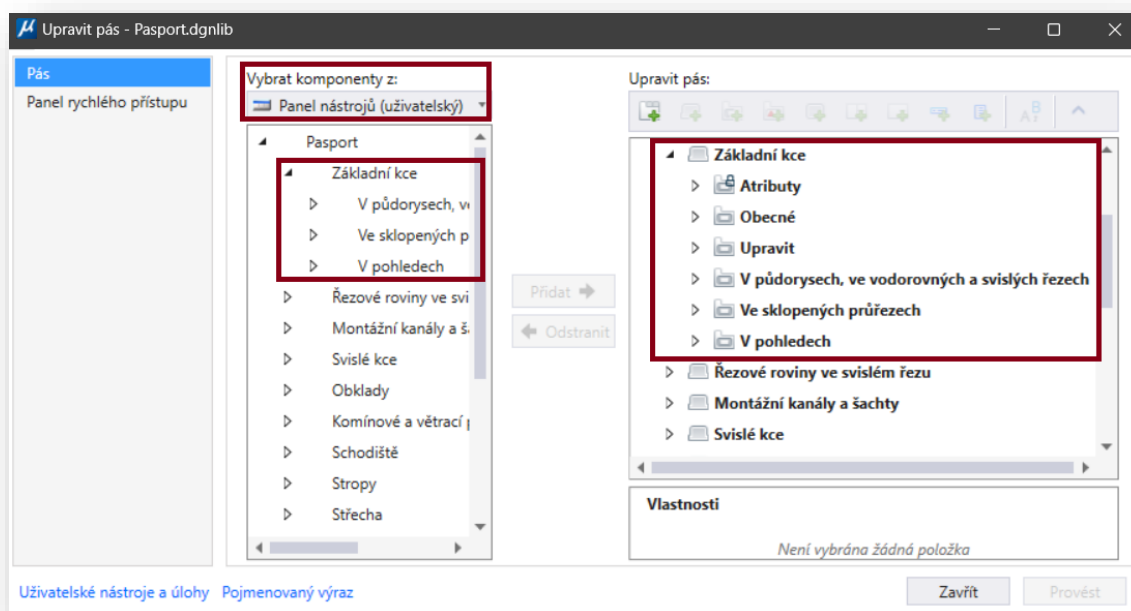 Upravit pás - Pasport.dgnlib
Pás
Panel rychlého přístupu
Vybrat komponenty z:
Panel nástrojů (uživatelský)
Pasport
Základní kce
V půdorysech, v
Ve sklopených p
V pohledech
Řezové roviny ve svi
Montážní kanály a š
Svislé kce
Obklady
Komínové a větrací
Schodiště
Stropy
Střecha
Přidat
Odstranit
Upravit pás:
Základní kce
Atributy
Obecné
Upravit
V půdorysech, ve vodorovných a svislých řezech
Ve sklopených průřezech
V pohledech
Řezové roviny ve svislém řezu
Montážní kanály a šachty
Svislé kce
Vlastnosti
Není vybrána žádná položka
Uživatelské nástroje a úlohy
Pojmenovaný výraz
Zavřít
Provést